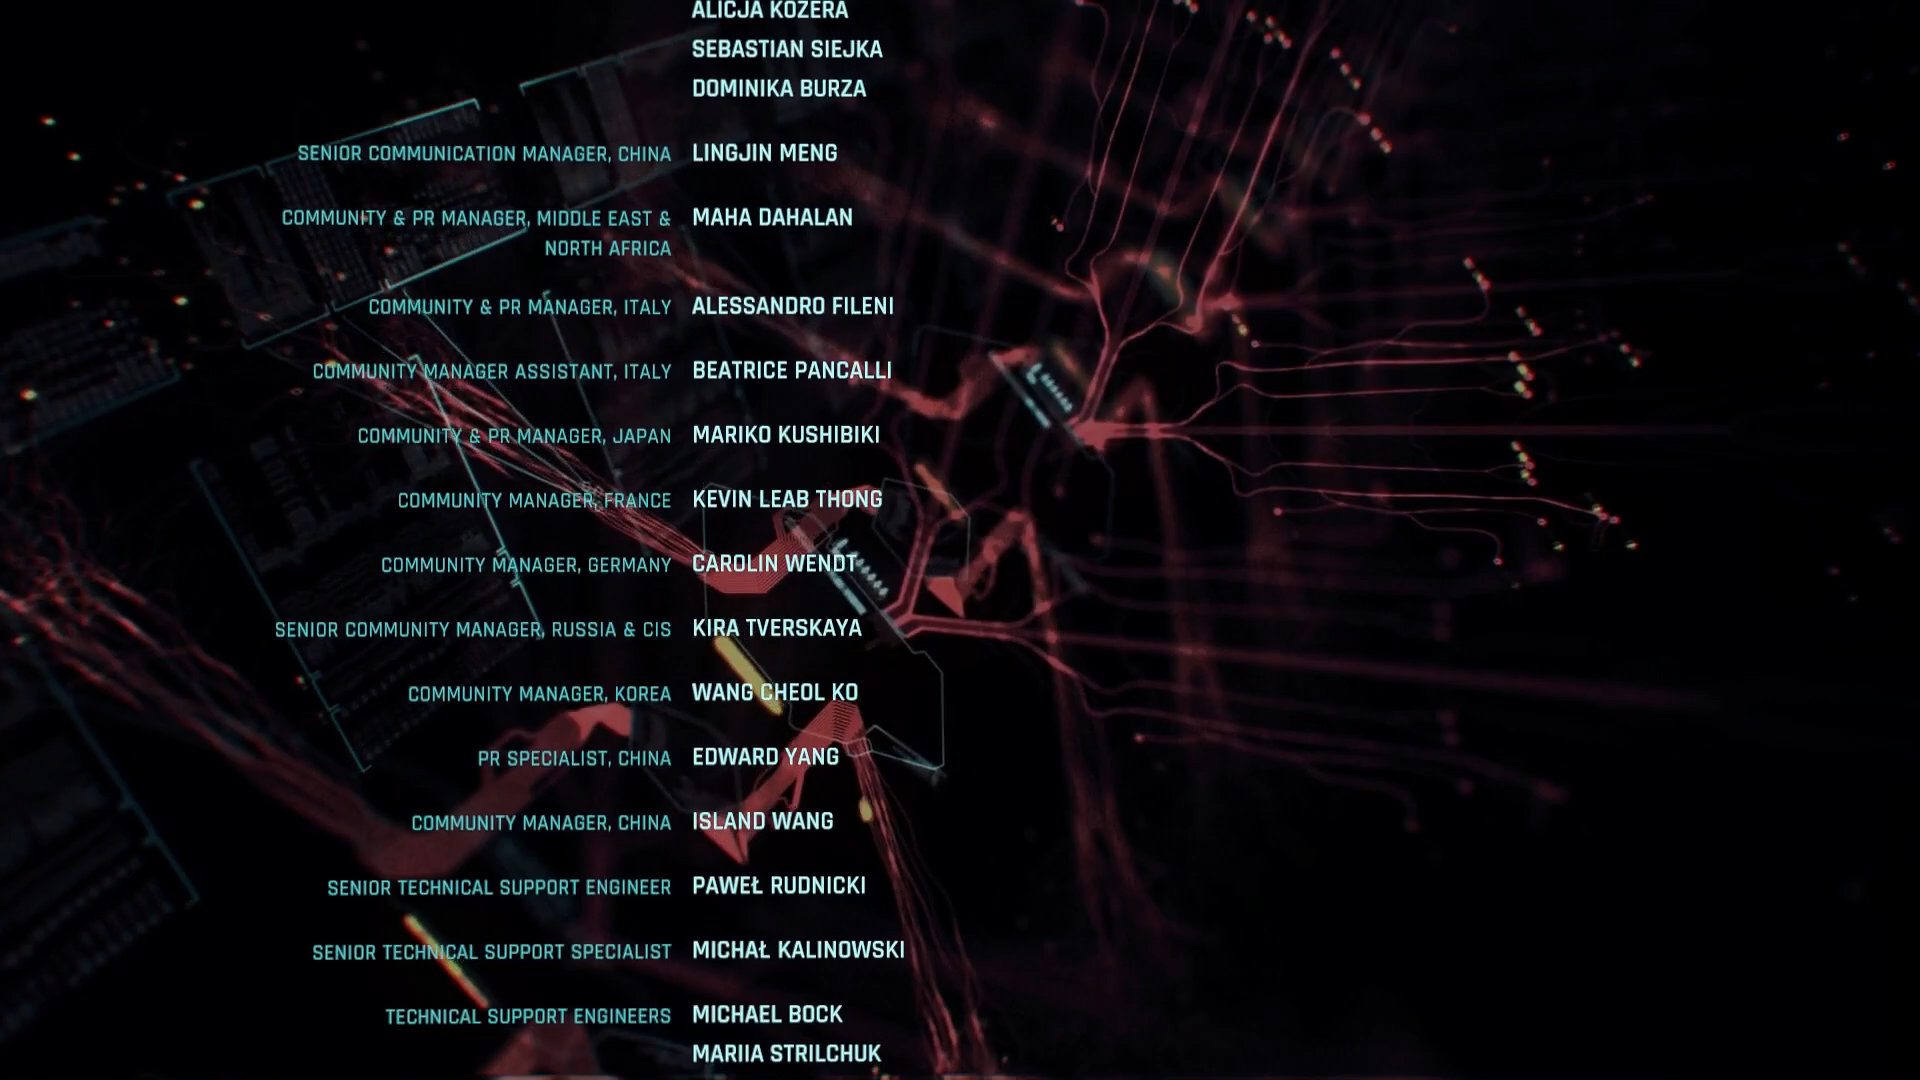 ALICJA KOZERA
SEBASTIAN SIEJKA
DOMINIKA BURZA
SENIOR COMMUNICATION MANAGER, CHINA LINGJIN MENG
COMMUNITY & PR MANAGER, MIDDLE EAST & MAHA DAHALAN
NORTH AFRICA
COMMUNITY & PR MANAGER, ITALY ALESSANDRO FILENI
COMMUNITY MANAGER ASSISTANT, ITALY BEATRICE PANCALLI
COMMUNITY & PR MANAGER, JAPAN MARIKO KUSHIBIKI
COMMUNITY MANAGER, FRANCE KEVIN LEAB THONG
COMMUNITY MANAGER, GERMANY CAROLIN WENDT
SENIOR COMMUNITY MANAGER, RUSSIA & CIS KIRA TVERSKAYA
COMMUNITY MANAGER, KOREA WANG CHEOL KO
PR SPECIALIST, CHINA EDWARD YANG
COMMUNITY MANAGER, CHINA ISLAND WANG
SENIOR TECHNICAL SUPPORT ENGINEER PAWEŁ RUDNICKI
SENIOR TECHNICAL SUPPORT SPECIALIST MICHAŁ KALINOWSKI
TECHNICAL SUPPORT ENGINEERS MICHAEL BOCK
MARIIA STRILCHUK